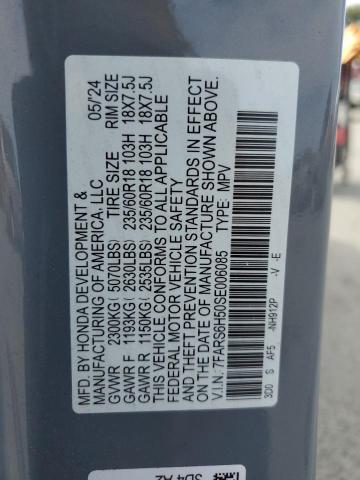 MFD. BY HONDA DEVELOPMENT & 05/'24
MANUFACTURING OF AMERICA, LLC
GVWR 2300KG ( 5070LBS) TIRE SIZE RIM SIZE
GAWR F 1193KG ( 2630LBS) 235/60R18 103H 18X7.5J
GAWR R 1150KG ( 2535LBS) 235/60R18 103H 18X7.5J
THIS VEHICLE CONFORMS TO ALL APPLICABLE
FEDERAL MOTOR VEHICLE SAFETY
AND THEFT PREVENTION STANDARDS IN EFFECT
ON THE DATE OF MANUFACTURE SHOWN ABOVE.
V.I.N.: 7FARS6H50SE006085 TYPE: MPV
3D0 S AF5 -NH912P -V -E